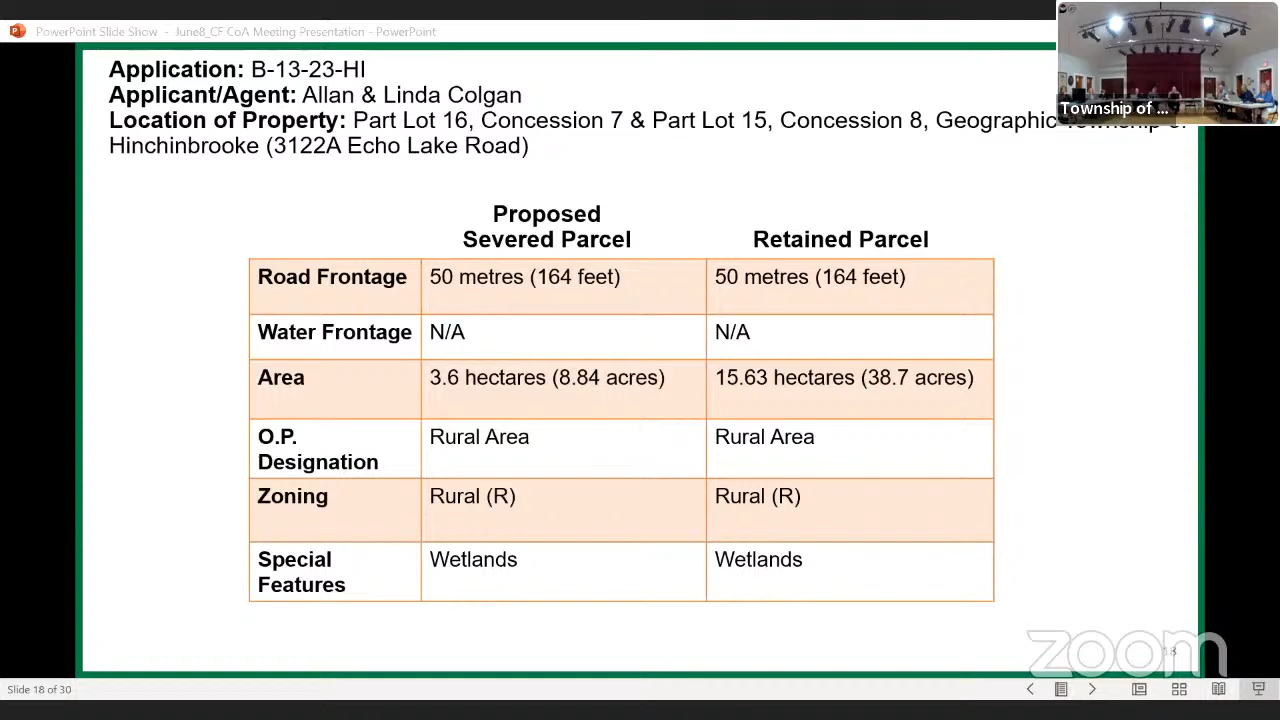 PowerPoint Slide Show - June8_CF CoA Meeting Presentation - PowerPoint
Township of ...
Application: B-13-23-HI
Applicant/Agent: Allan & Linda Colgan
Location of Property: Part Lot 16, Concession 7 & Part Lot 15, Concession 8, Geographic
Hinchinbrooke (3122A Echo Lake Road)
Proposed
Severed Parcel
Retained Parcel
Road Frontage
50 metres (164 feet)
50 metres (164 feet)
Water Frontage
N/A
N/A
Area
3.6 hectares (8.84 acres)
15.63 hectares (38.7 acres)
O.P.
Designation
Rural Area
Rural Area
Zoning
Rural (R)
Rural (R)
Special
Features
Wetlands
Wetlands
zoom
18
Slide 18 of 30